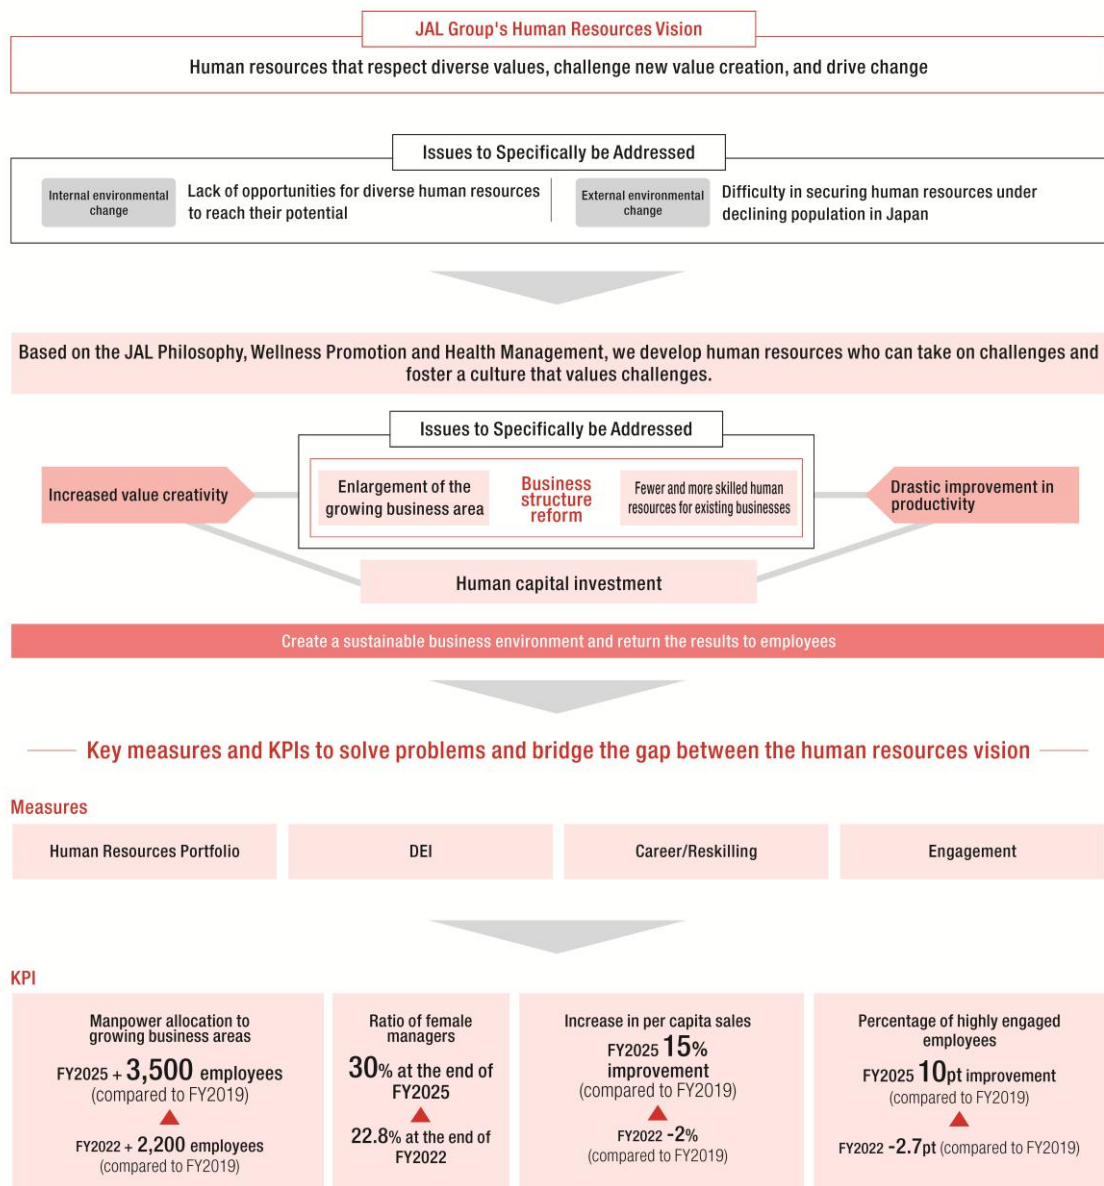 JAL Group's Human Resources Vision
Human resources that respect diverse values, challenge new value creation, and drive change
Issues to Specifically be Addressed
Internal environmental
change
Lack of opportunities for diverse human resources
to reach their potential
External environmental
change
Difficulty in securing human resources under
declining population in Japan
Based on the JAL Philosophy, Wellness Promotion and Health Management, we develop human resources who can take on challenges and
foster a culture that values challenges.
Issues to Specifically be Addressed
Increased value creativity
Enlargement of the
growing business area
Business
structure
reform
Fewer and more skilled human
resources for existing businesses
Drastic improvement in
productivity
Human capital investment
Create a sustainable business environment and return the results to employees
Key measures and KPIs to solve problems and bridge the gap between the human resources vision
Measures
Human Resources Portfolio
DEI
Career/Reskilling
Engagement
KPI
Manpower allocation to
growing business areas
FY2025 + 3,500 employees
(compared to FY2019)
FY2022 + 2,200 employees
(compared to FY2019)
Ratio of female
managers
30% at the end of
FY2025
22.8% at the end of
FY2022
Increase in per capita sales
FY2025 15%
improvement
(compared to FY2019)
FY2022 -2%
(compared to FY2019)
Percentage of highly engaged
employees
FY2025 10pt improvement
(compared to FY2019)
FY2022 -2.7pt (compared to FY2019)